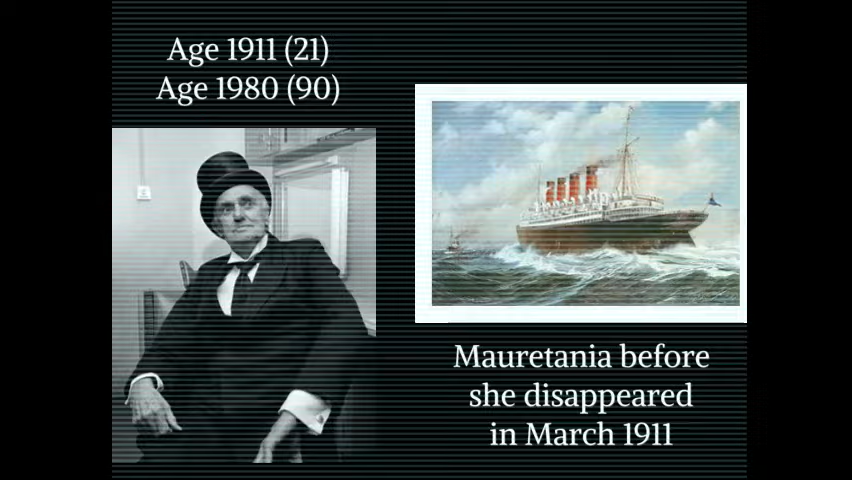 Age 1911 (21)
Age 1980 (90)
Mauretania before
she disappeared
in March 1911